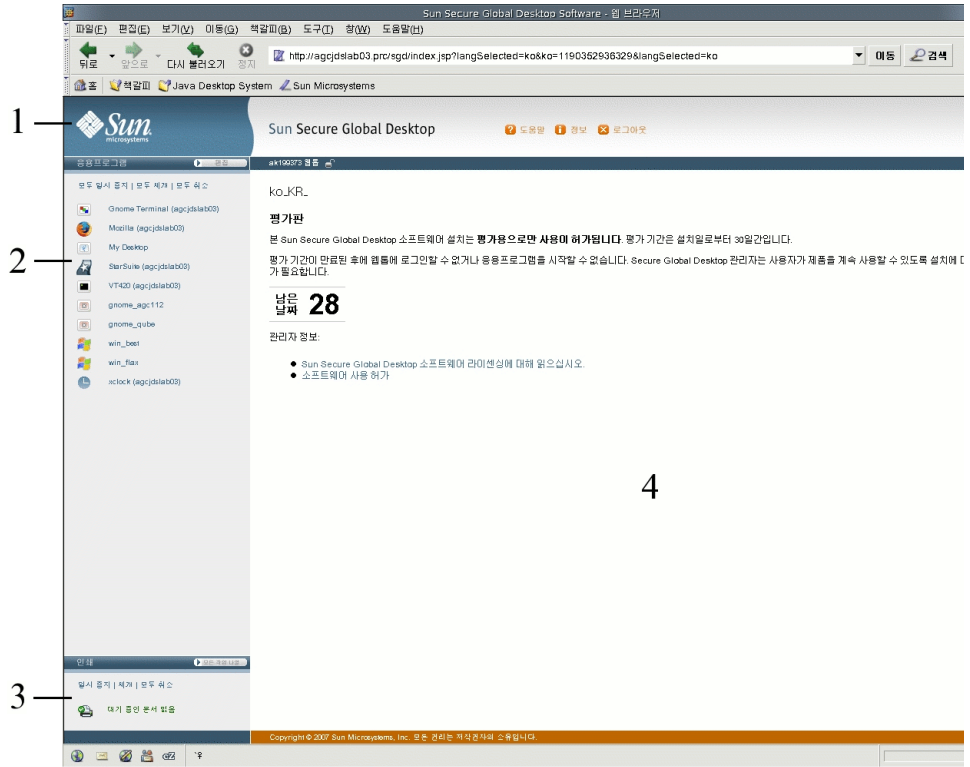 Sun Secure Global Desktop Software - 웹 브라우저
파일(F) 편집(E) 보기(V) 이동(G) 책갈피(B) 도구(T) 창(W) 도움말(H)
뒤로 앞으로 다시 불러오기 정지 http://agcjdslab03.prc/sgd/index.jsp?langSelected=ko&ko=1190352936329&langSelected=ko 이동 검색
홈 책갈피 Java Desktop System Sun Microsystems
1
Sun
microsystems
Sun Secure Global Desktop 도움말 정보 로그아웃
응용프로그램 편집
ak199373 웹톱
모두 일시 중지 | 모두 재개 | 모두 취소
Gnome Terminal (agcjdslab03)
Mozilla (agcjdslab03)
My Desktop
2
StarSuite (agcjdslab03)
VT420 (agcjdslab03)
gnome_agc112
gnome_qube
win_best
win_flax
xclock (agcjdslab03)
ko_KR_
평가판
본 Sun Secure Global Desktop 소프트웨어 설치는 평가용으로만 사용이 허가됩니다. 평가 기간은 설치일로부터 30일간입니다.
평가 기간이 만료된 후에 웹톱에 로그인할 수 없거나 응용프로그램을 시작할 수 없습니다. Secure Global Desktop 관리자는 사용자가 제품을 계속 사용할 수 있도록 설치에
가 필요합니다.
남은 날짜 28
관리자 정보:
Sun Secure Global Desktop 소프트웨어 라이센싱에 대해 읽으십시오.
소프트웨어 사용 허가
4
인쇄
3
일시 중지 | 재개 | 모두 취소
대기 중인 문서 없음
Copyright © 2007 Sun Microsystems, Inc. 모든 권리는 저작권자의 소유입니다.